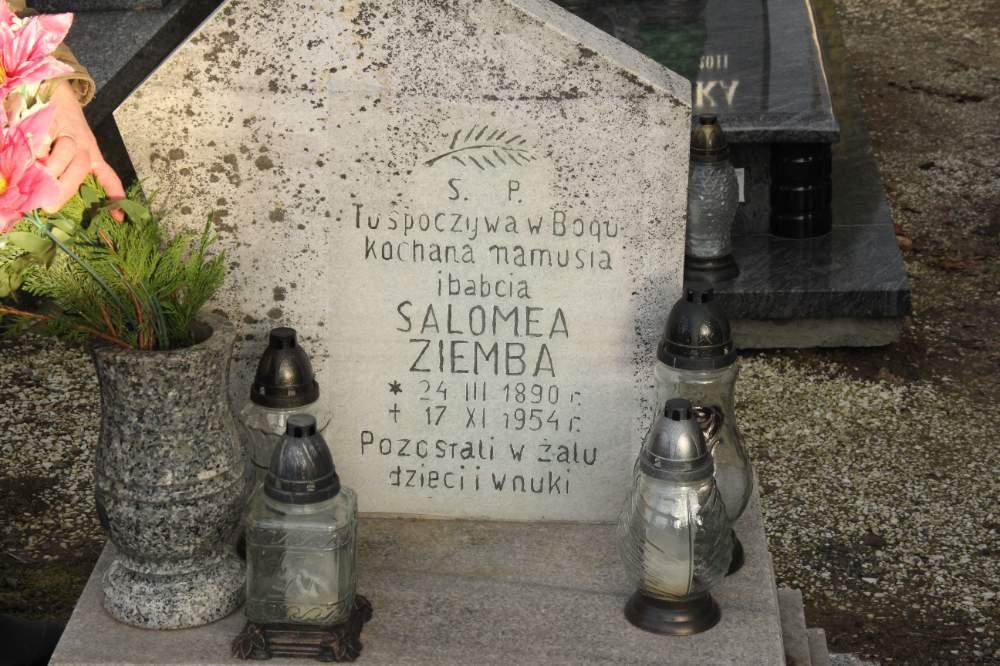 S. P.
Tu spoczywa w Bogu
kochana mamusia
i babcia
SALOMEA
ZIEMBA
* 24 III 1890 r.
+ 17 XI 1954 r.
Pozostali w żalu
dzieci i wnuki